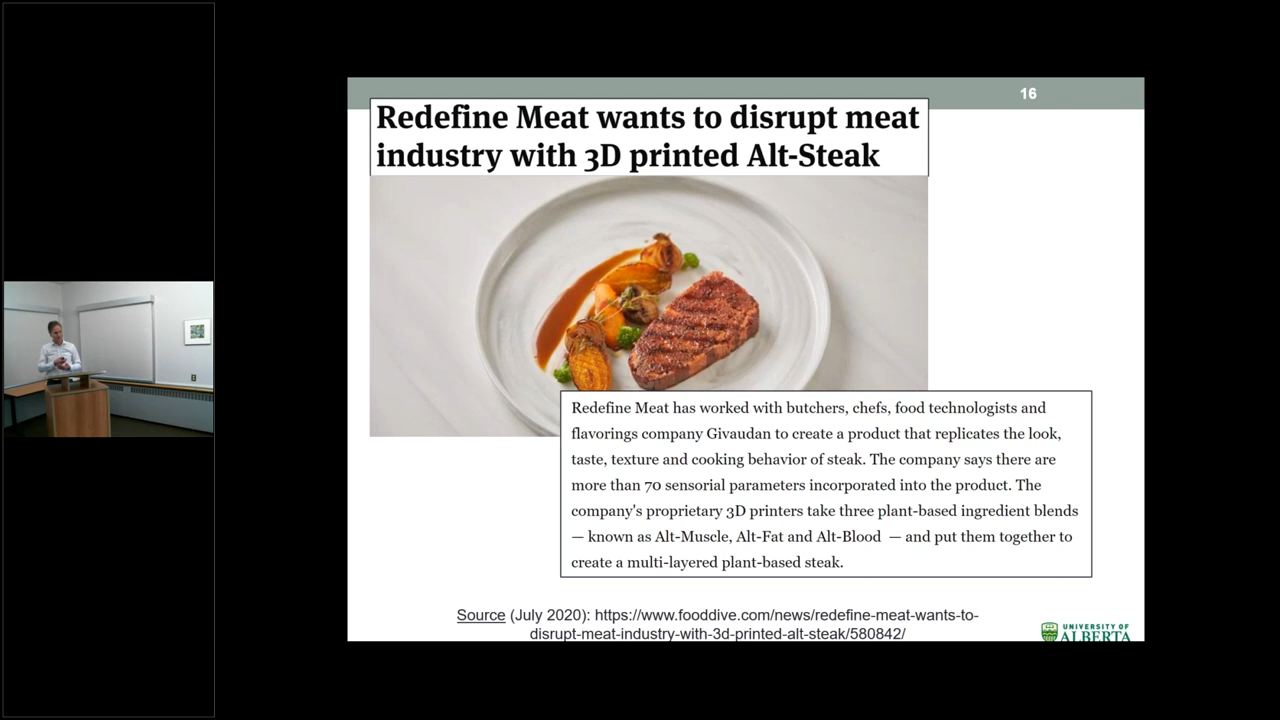 16
Redefine Meat wants to disrupt meat
industry with 3D printed Alt-Steak
Redefine Meat has worked with butchers, chefs, food technologists and
flavorings company Givaudan to create a product that replicates the look,
taste, texture and cooking behavior of steak. The company says there are
more than 70 sensorial parameters incorporated into the product. The
company's proprietary 3D printers take three plant-based ingredient blends
— known as Alt-Muscle, Alt-Fat and Alt-Blood — and put them together to
create a multi-layered plant-based steak.
Source (July 2020): https://www.fooddive.com/news/redefine-meat-wants-to-
disrupt-meat-industry-with-3d-printed-alt-steak/580842/
UNIVERSITY OF
ALBERTA